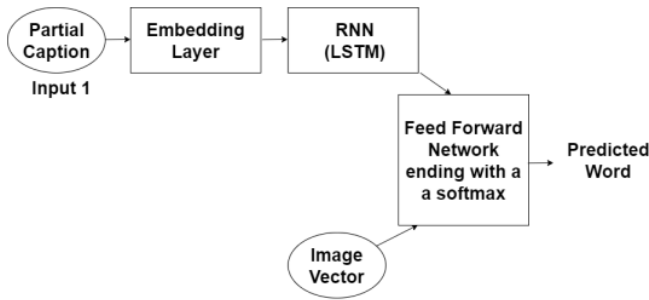 Partial
Caption
Input 1
Embedding
Layer
RNN
(LSTM)
Feed Forward
Network
ending with a
a softmax
Predicted
Word
Image
Vector